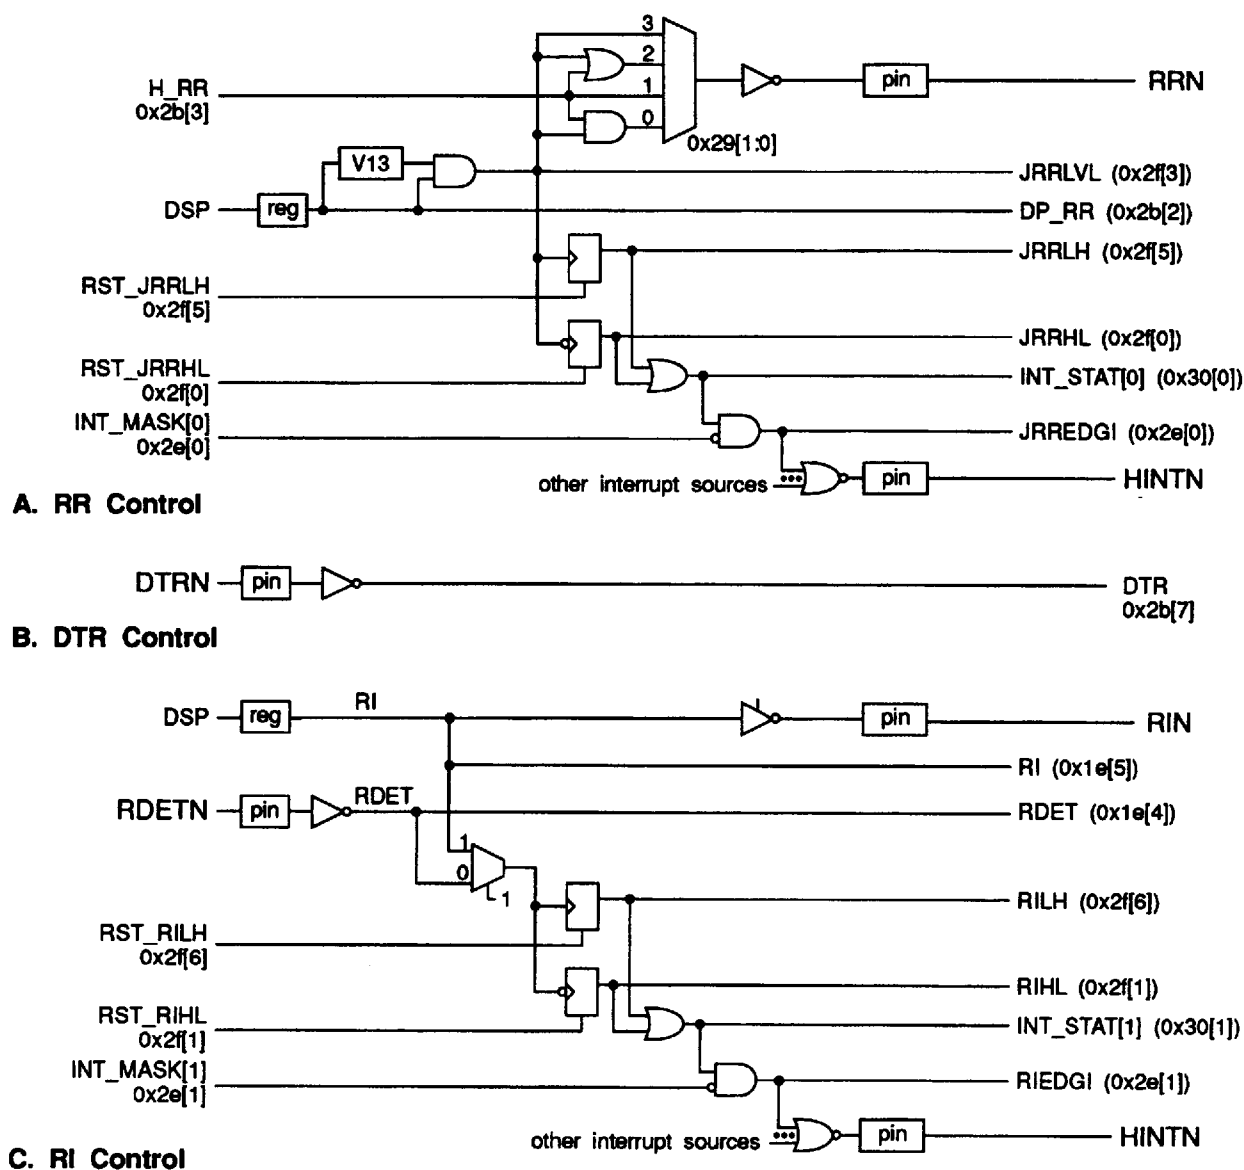 3
2
H_RR
0x2b[3]
1
0
pin
RRN
0x29[1:0]
V13
JRRLVL (0x2f[3])
DSP
reg
DP_RR (0x2b[2])
JRRLH (0x2f[5])
RST_JRRLH
0x2f[5]
JRRHL (0x2f[0])
RST_JRRHL
0x2f[0]
INT_STAT[0] (0x30[0])
INT_MASK[0]
0x2e[0]
JRREDGI (0x2e[0])
other interrupt sources
pin
HINTN
A. RR Control
DTRN
pin
DTR
0x2b[7]
B. DTR Control
DSP
reg
RI
pin
RIN
RI (0x1e[5])
RDETN
pin
RDET
RDET (0x1e[4])
1
0
1
RILH (0x2f[6])
RST_RILH
0x2f[6]
RIHL (0x2f[1])
RST_RIHL
0x2f[1]
INT_STAT[1] (0x30[1])
INT_MASK[1]
0x2e[1]
RIEDGI (0x2e[1])
other interrupt sources
pin
HINTN
C. RI Control